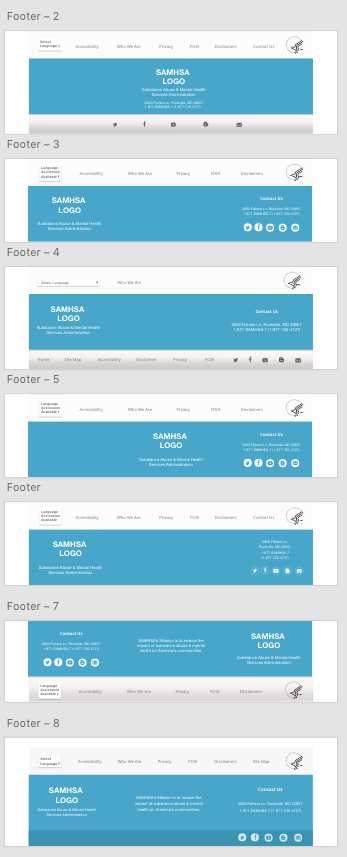 Footer – 2
Select
Language
Accessibility Who We Are Privacy FOIA Disclaimers Contact Us
SAMHSA
LOGO
Substance Abuse & Mental Health
Services Administration
5600 Fishers Ln, Rockville, MD 20857
1-877-SAMHSA-7 (1-877-726-4727)
Footer – 3
Language
Assistance
Available
Accessibility Who We Are Privacy FOIA Disclaimers
SAMHSA
LOGO
Substance Abuse & Mental Health
Services Administration
Contact Us
5600 Fishers Ln, Rockville, MD 20857
1-877-SAMHSA-7 (1-877-726-4727)
Footer – 4
Select Language Who We Are
SAMHSA
LOGO
Substance Abuse & Mental Health
Services Administration
Contact Us
5600 Fishers Ln, Rockville, MD 20857
1-877-SAMHSA-7 (1-877-726-4727)
Home Site Map Accessibility Disclaimer Privacy FOIA
Footer – 5
Language
Assistance
Available
Accessibility Who We Are Privacy FOIA Disclaimers
SAMHSA
LOGO
Substance Abuse & Mental Health
Services Administration
Contact Us
5600 Fishers Ln, Rockville, MD 20857
1-877-SAMHSA-7 (1-877-726-4727)
Footer
Language
Assistance
Available
Accessibility Who We Are Privacy FOIA Disclaimers Contact Us
SAMHSA
LOGO
Substance Abuse & Mental Health
Services Administration
5600 Fishers Ln,
Rockville, MD 20857
1-877-SAMHSA-7
(1-877-726-4727)
Footer – 7
Contact Us
5600 Fishers Ln, Rockville, MD 20857
1-877-SAMHSA-7 (1-877-726-4727)
SAMHSA's Mission is to reduce the
impact of substance abuse & mental
health on America's communities.
SAMHSA
LOGO
Substance Abuse & Mental Health
Services Administration
Language
Assistance
Available
Accessibility Who We Are Privacy FOIA Disclaimers
Footer – 8
Select
Language
Accessibility Who We Are Privacy FOIA Disclaimers Site Map
SAMHSA
LOGO
Substance Abuse & Mental Health
Services Administration
SAMHSA's Mission is to reduce the
impact of substance abuse & mental
health on America's communities.
Contact Us
5600 Fishers Ln, Rockville, MD 20857
1-877-SAMHSA-7 (1-877-726-4727)